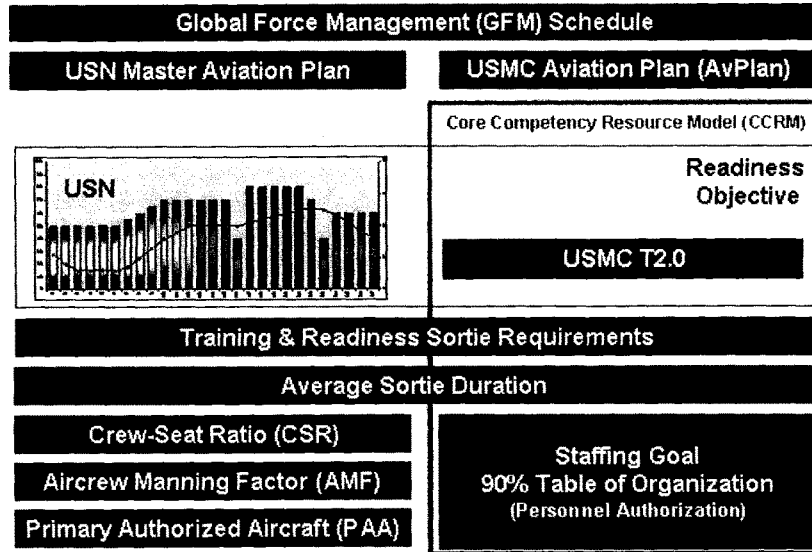 Global Force Management (GFM) Schedule
USN Master Aviation Plan
USMC Aviation Plan (AvPlan)
Core Competency Resource Model (CCRM)
USN
Readiness
Objective
USMC T2.0
Training & Readiness Sortie Requirements
Average Sortie Duration
Crew-Seat Ratio (CSR)
Aircrew Manning Factor (AMF)
Primary Authorized Aircraft (PAA)
Staffing Goal
90% Table of Organization
(Personnel Authorization)